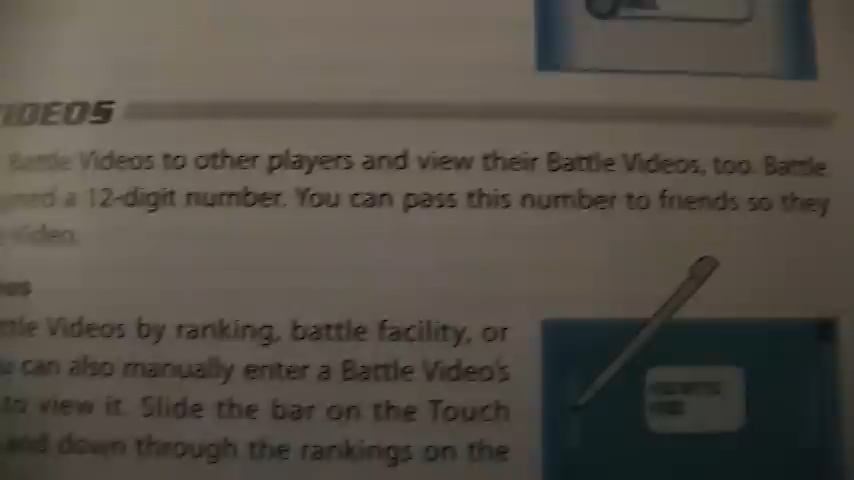 IDEOS
Battle Videos to other players and view their Battle Videos, too. Battle
a 12-digit number. You can pass this number to friends so they
Video.
Videos by ranking, battle facility, or
can also manually enter a Battle Video's
to view it. Slide the bar on the Touch
and down through the rankings on the